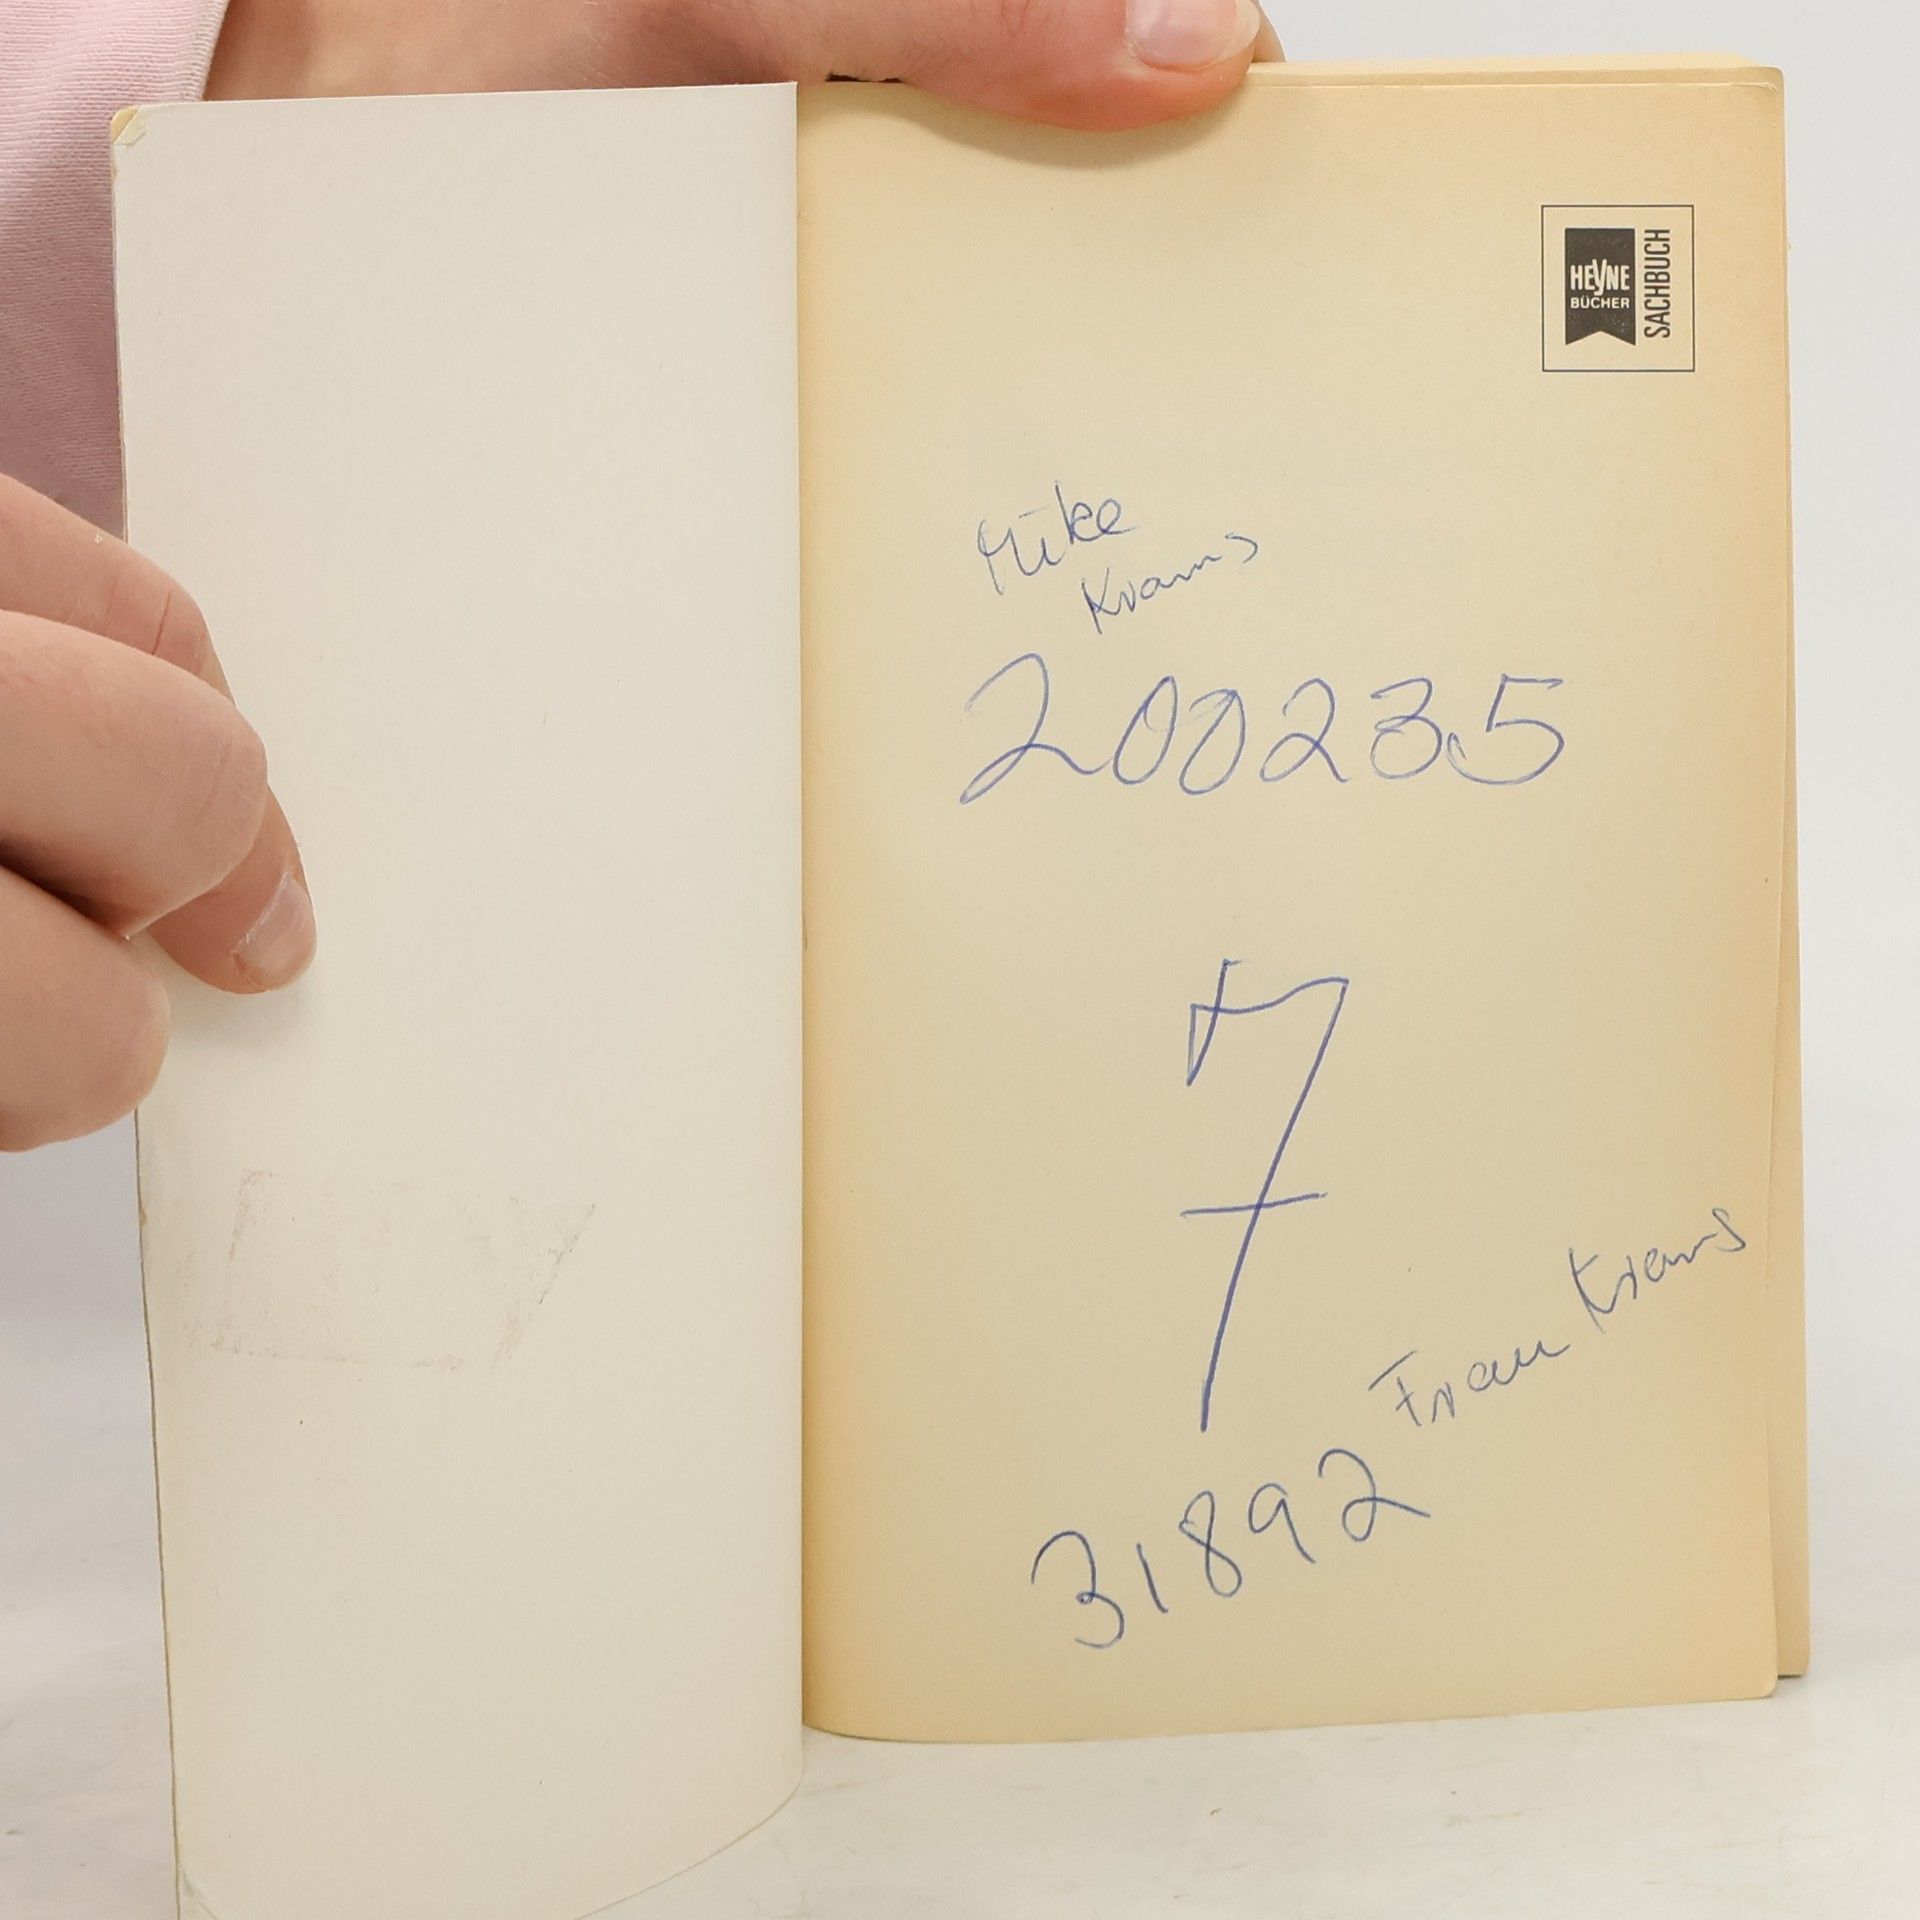 HEYNE
BÜCHER
SACHBUCH
Mike
Krams
200235
7
Frau Krams
31892